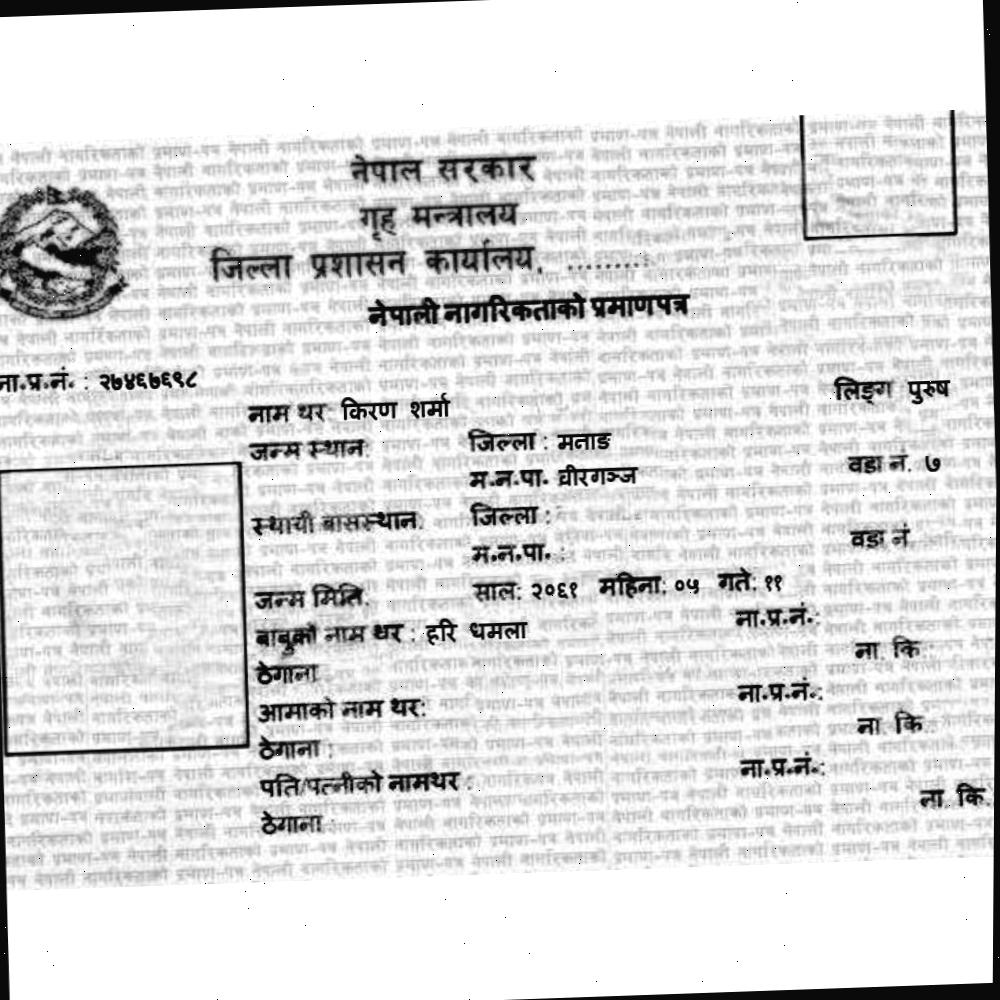 नेपाल सरकार
गृह मन्त्रालय
जिल्ला प्रशासन कार्यालय, ........:
नेपाली नागरिकताको प्रमाणपत्र
ना.प्र.नं. : २७४६७६९८
लिङ्ग पुरुष
नाम थर: किरण शर्मा
जन्म स्थान: जिल्ला : मनाङ
म.न.पा. वीरगञ्ज वडा नं. ७
स्थायी बासस्थान: जिल्ला :
म.न.पा. : वडा नं.
जन्म मिति: साल: २०६१ महिना: ०५ गते: ११
बाबुको नाम थर : हरि धमला ना.प्र.नं.:
ठेगाना ना. कि.:
आमाको नाम थर: ना.प्र.नं.:
ठेगाना : ना. कि.
पति/पत्नीको नामथर : ना.प्र.नं.:
ठेगाना : ना. कि.